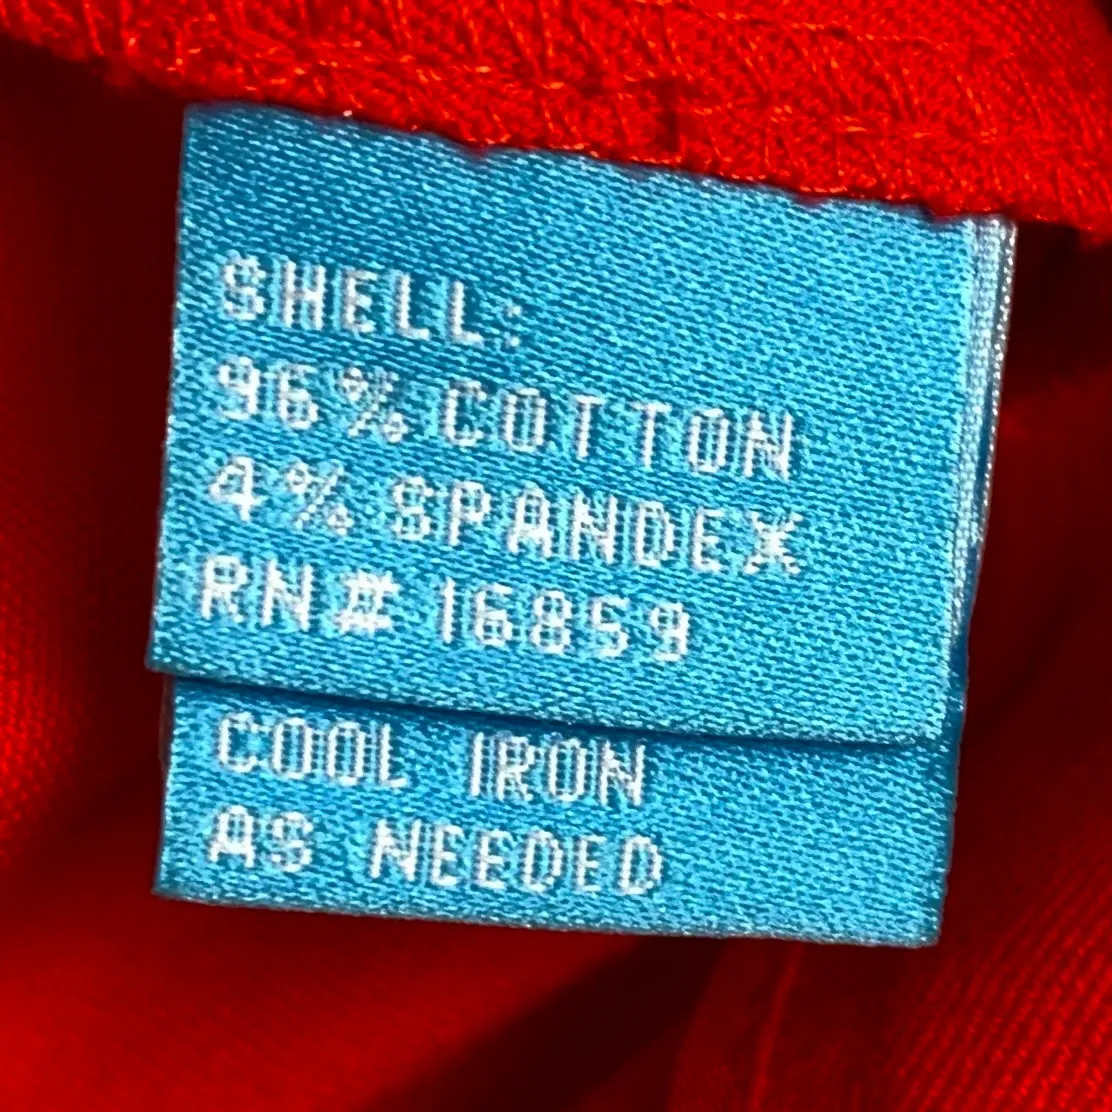 SHELL:
96% COTTON
4% SPANDEX
RN# 16859
COOL IRON
AS NEEDED